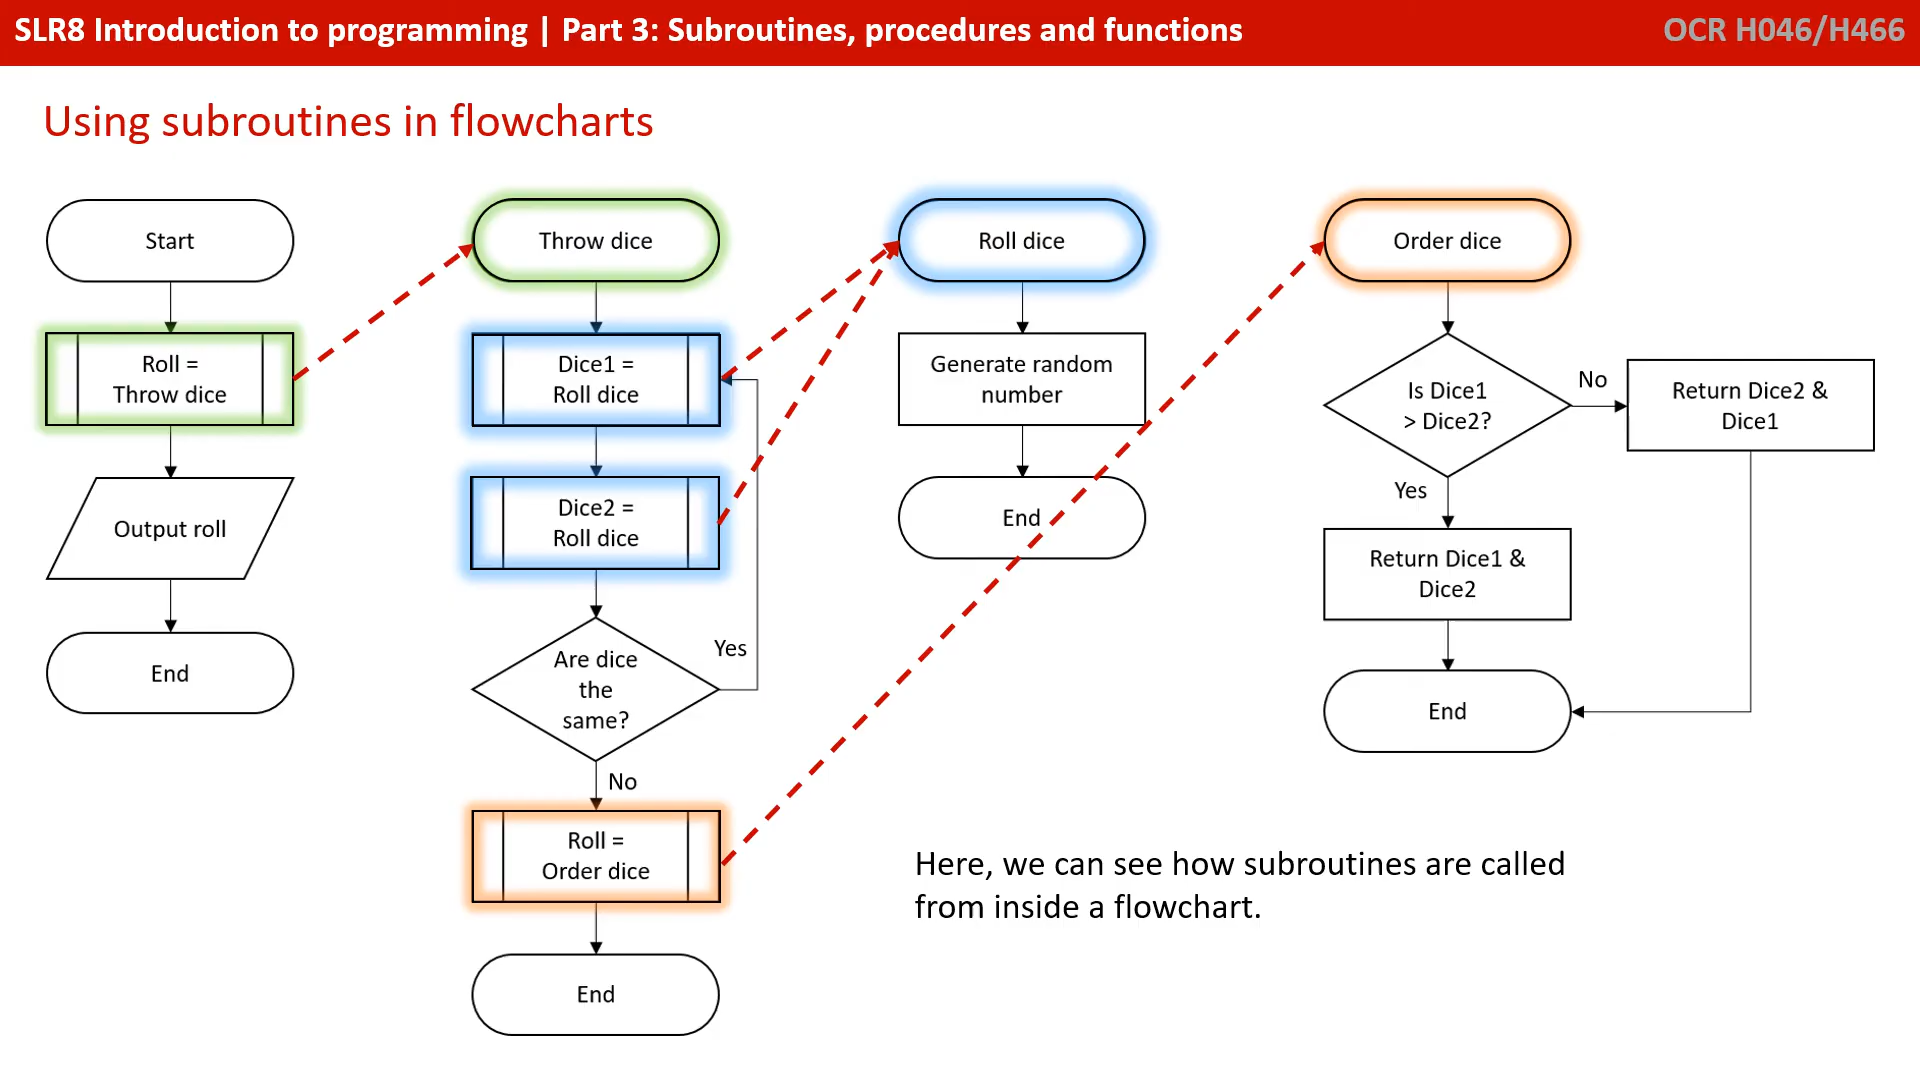 SLR8 Introduction to programming | Part 3: Subroutines, procedures and functions
OCR H046/H466
Using subroutines in flowcharts
Start
Roll =
Throw dice
Output roll
End
Throw dice
Dice1 =
Roll dice
Dice2 =
Roll dice
Are dice
the
same?
Yes
No
Roll =
Order dice
End
Roll dice
Generate random
number
End
Order dice
Is Dice1
> Dice2?
No
Return Dice2 &
Dice1
Yes
Return Dice1 &
Dice2
End
Here, we can see how subroutines are called
from inside a flowchart.